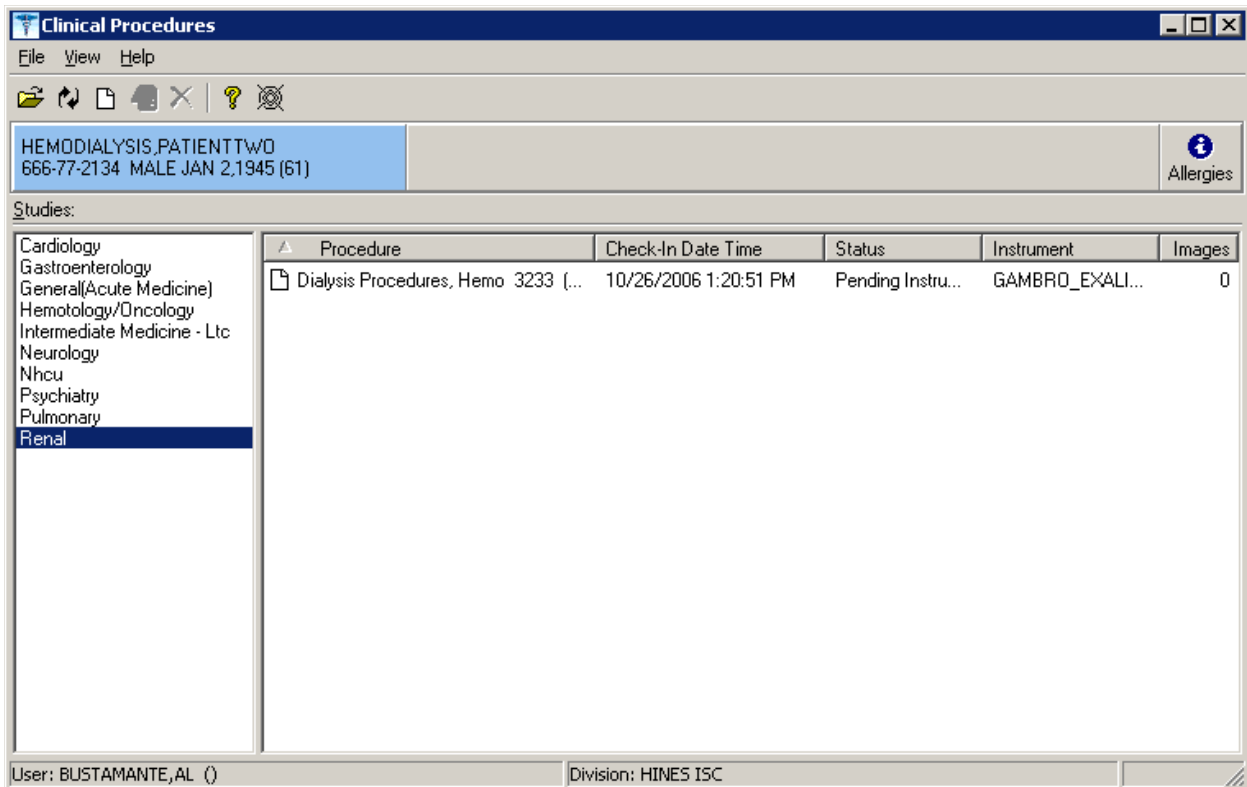 Clinical Procedures
File View Help
HEMODIALYSIS,PATIENTTWO
666-77-2134 MALE JAN 2,1945 (61)
Allergies
Studies:
Cardiology
Gastroenterology
General(Acute Medicine)
Hemotology/Oncology
Intermediate Medicine - Ltc
Neurology
Nhcu
Psychiatry
Pulmonary
Renal
Procedure Check-In Date Time Status Instrument Images
Dialysis Procedures, Hemo 3233 (... 10/26/2006 1:20:51 PM Pending Instru... GAMBRO_EXALI... 0
User: BUSTAMANTE,AL () Division: HINES ISC